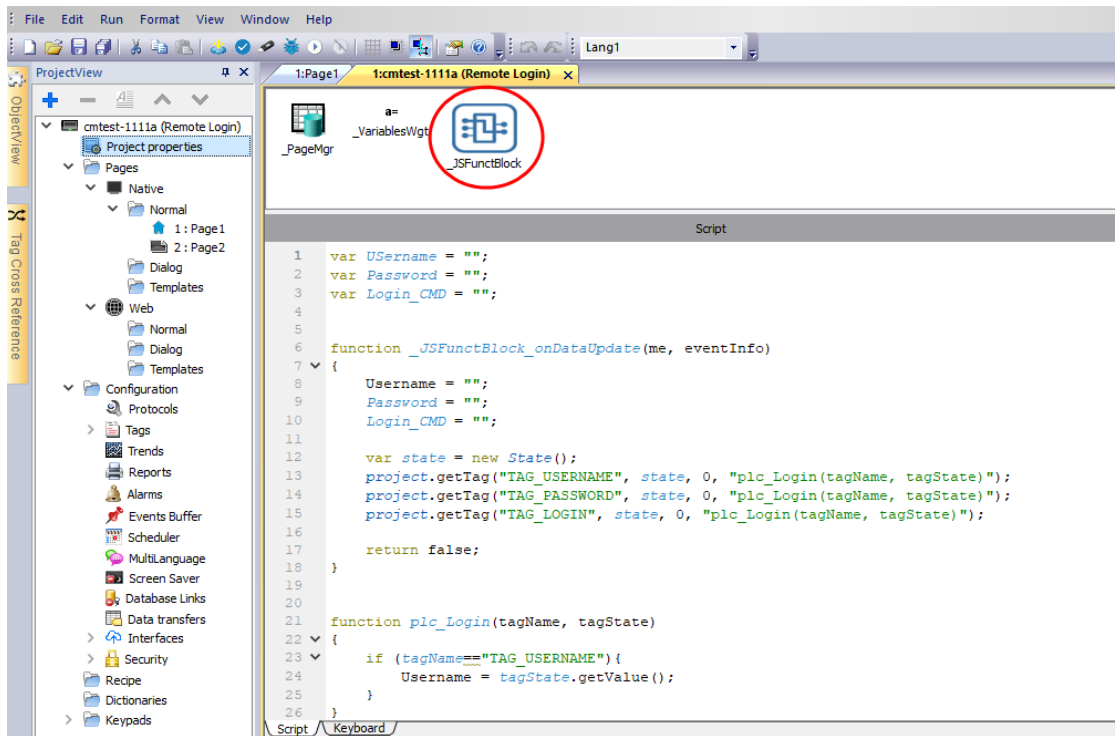 File Edit Run Format View Window Help
Lang1
ProjectView
1:Page1 1:cmtest-1111a (Remote Login) x
ObjectView
Tag Cross Reference
cmtest-1111a (Remote Login)
Project properties
Pages
Native
Normal
1 : Page1
2 : Page2
Dialog
Templates
Web
Normal
Dialog
Templates
Configuration
Protocols
Tags
Trends
Reports
Alarms
Events Buffer
Scheduler
MultiLanguage
Screen Saver
Database Links
Data transfers
Interfaces
Security
Recipe
Dictionaries
Keypads
_PageMgr
a=
_VariablesWgt
_JSFunctBlock
Script
1 var USername = "";
2 var Password = "";
3 var Login_CMD = "";
4
5
6 function _JSFunctBlock_onDataUpdate(me, eventInfo)
7 {
8 Username = "";
9 Password = "";
10 Login_CMD = "";
11
12 var state = new State();
13 project.getTag("TAG_USERNAME", state, 0, "plc_Login(tagName, tagState)");
14 project.getTag("TAG_PASSWORD", state, 0, "plc_Login(tagName, tagState)");
15 project.getTag("TAG_LOGIN", state, 0, "plc_Login(tagName, tagState)");
16
17 return false;
18 }
19
20
21 function plc_Login(tagName, tagState)
22 {
23 if (tagName=="TAG_USERNAME"){
24 Username = tagState.getValue();
25 }
26 }
Script Keyboard